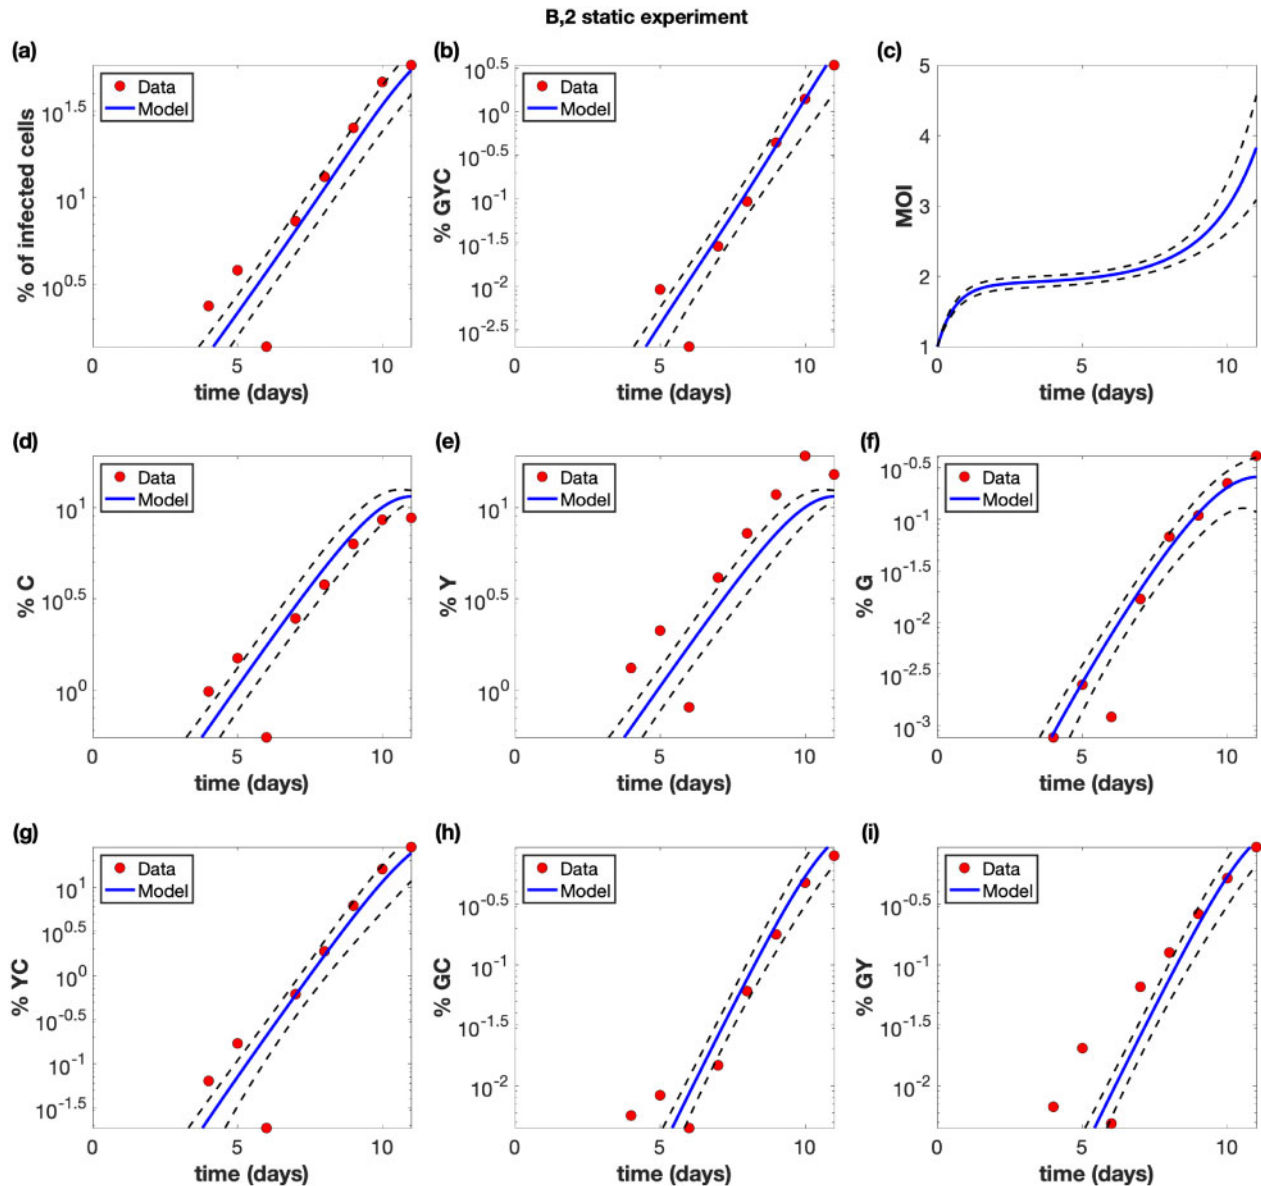 B,2 static experiment
(a)
% of infected cells
10^1.5
10^1
10^0.5
Data
Model
0 5 10
time (days)
(b)
% GYC
10^0.5
10^0
10^-0.5
10^-1
10^-1.5
10^-2
10^-2.5
Data
Model
0 5 10
time (days)
(c)
MOI
5
4
3
2
1
0 5 10
time (days)
(d)
% C
10^1
10^0.5
10^0
Data
Model
0 5 10
time (days)
(e)
% Y
10^1
10^0.5
10^0
Data
Model
0 5 10
time (days)
(f)
% G
10^-0.5
10^-1
10^-1.5
10^-2
10^-2.5
10^-3
Data
Model
0 5 10
time (days)
(g)
% YC
10^1
10^0.5
10^0
10^-0.5
10^-1
10^-1.5
Data
Model
0 5 10
time (days)
(h)
% GC
10^-0.5
10^-1
10^-1.5
10^-2
Data
Model
0 5 10
time (days)
(i)
% GY
10^-0.5
10^-1
10^-1.5
10^-2
Data
Model
0 5 10
time (days)